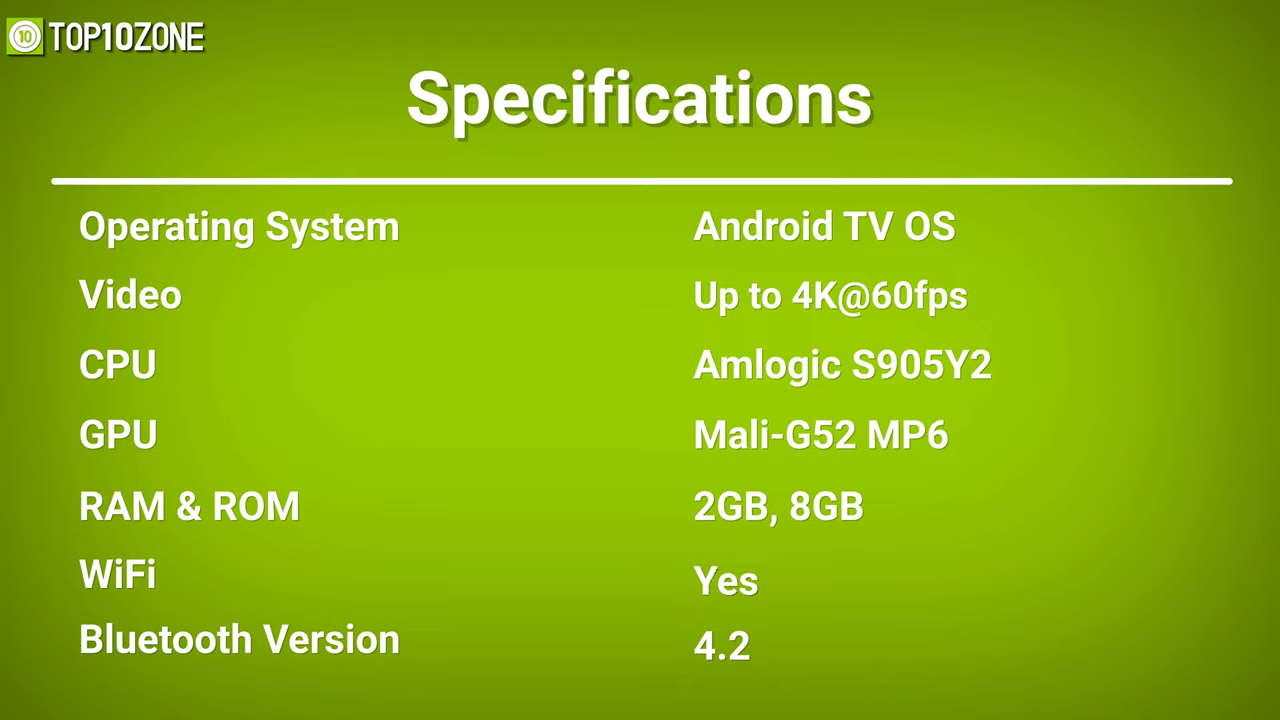 TOP10ZONE
Specifications
Operating System Android TV OS
Video Up to 4K@60fps
CPU Amlogic S905Y2
GPU Mali-G52 MP6
RAM & ROM 2GB, 8GB
WiFi Yes
Bluetooth Version 4.2